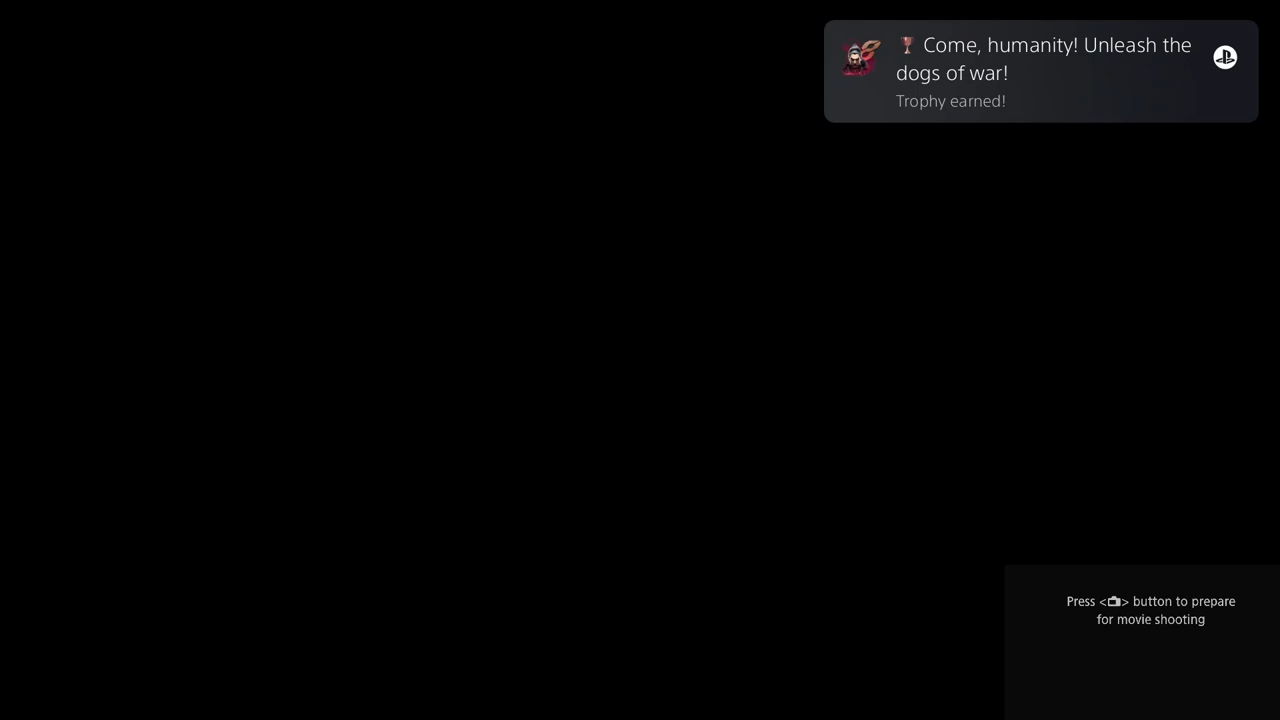 Come, humanity! Unleash the
dogs of war!
Trophy earned!
Press <📷> button to prepare
for movie shooting